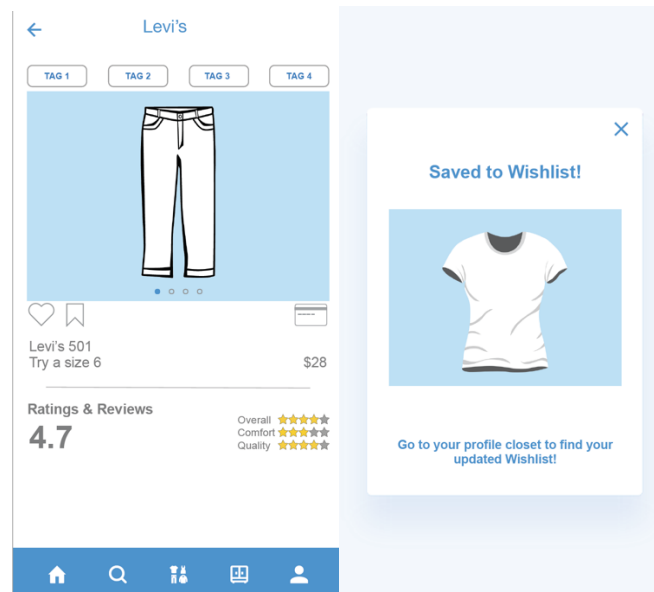 Levi's
TAG 1
TAG 2
TAG 3
TAG 4
Levi's 501
Try a size 6
$28
Ratings & Reviews
4.7
Overall
Comfort
Quality
Saved to Wishlist!
Go to your profile closet to find your
updated Wishlist!